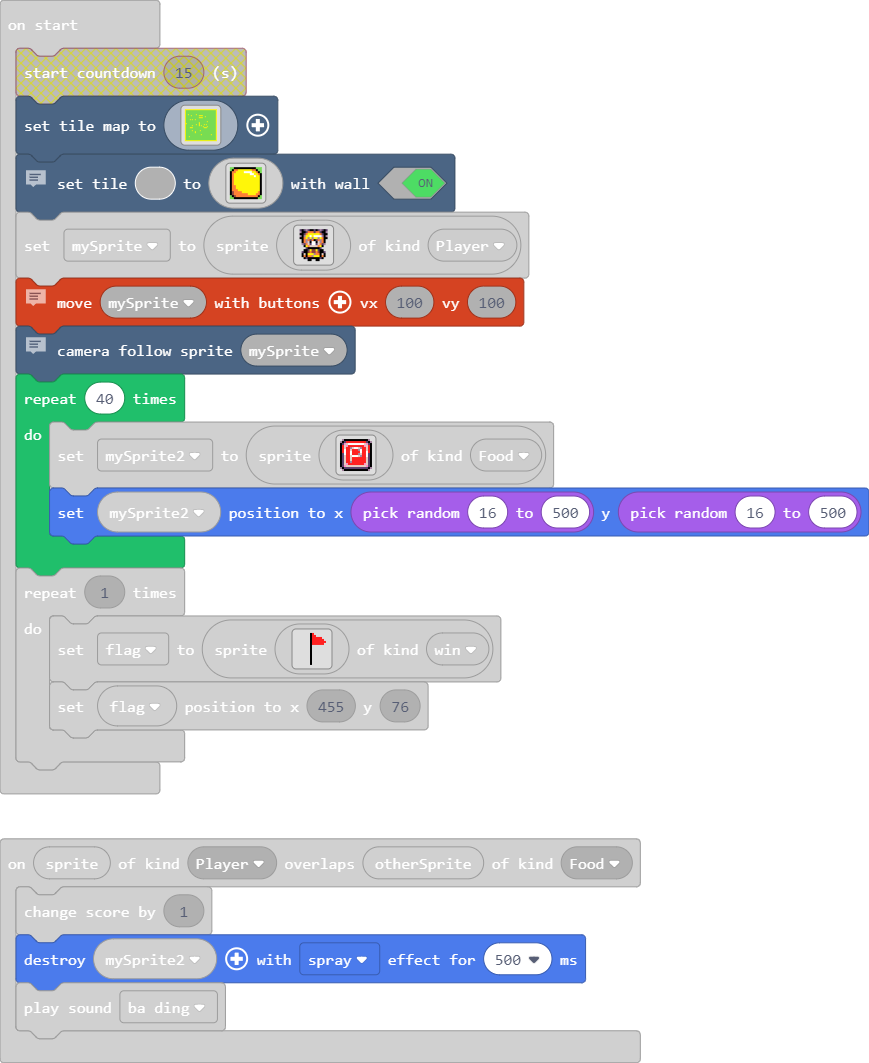 on start
start countdown 15 (s)
set tile map to
set tile to with wall ON
set mySprite to sprite of kind Player
move mySprite with buttons vx 100 vy 100
camera follow sprite mySprite
repeat 40 times
do
set mySprite2 to sprite P of kind Food
set mySprite2 position to x pick random 16 to 500 y pick random 16 to 500
repeat 1 times
do
set flag to sprite of kind win
set flag position to x 455 y 76
on sprite of kind Player overlaps otherSprite of kind Food
change score by 1
destroy mySprite2 with spray effect for 500 ms
play sound ba ding